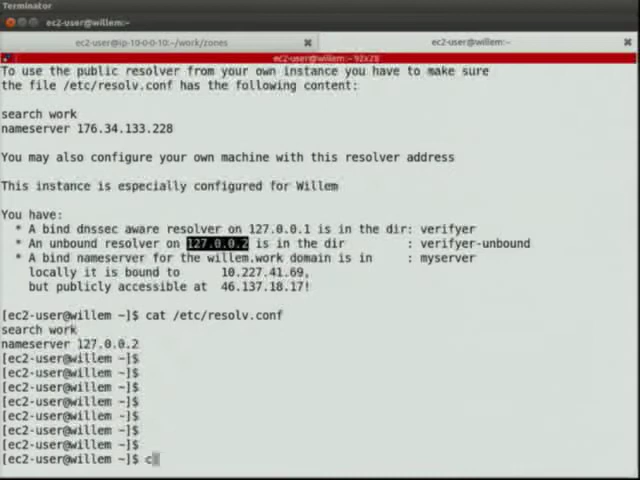 Terminator
ec2-user@willem:~
ec2-user@ip-10-0-0-10:~/work/zones
ec2-user@willem:~
ec2-user@willem:~ 92x28
To use the public resolver from your own instance you have to make sure
the file /etc/resolv.conf has the following content:
search work
nameserver 176.34.133.228
You may also configure your own machine with this resolver address
This instance is especially configured for Willem
You have:
* A bind dnssec aware resolver on 127.0.0.1 is in the dir: verifyer
* An unbound resolver on 127.0.0.2 is in the dir : verifyer-unbound
* A bind nameserver for the willem.work domain is in : myserver
locally it is bound to 10.227.41.69,
but publicly accessible at 46.137.18.17!
[ec2-user@willem ~]$ cat /etc/resolv.conf
search work
nameserver 127.0.0.2
[ec2-user@willem ~]$
[ec2-user@willem ~]$
[ec2-user@willem ~]$
[ec2-user@willem ~]$
[ec2-user@willem ~]$
[ec2-user@willem ~]$
[ec2-user@willem ~]$
[ec2-user@willem ~]$ c